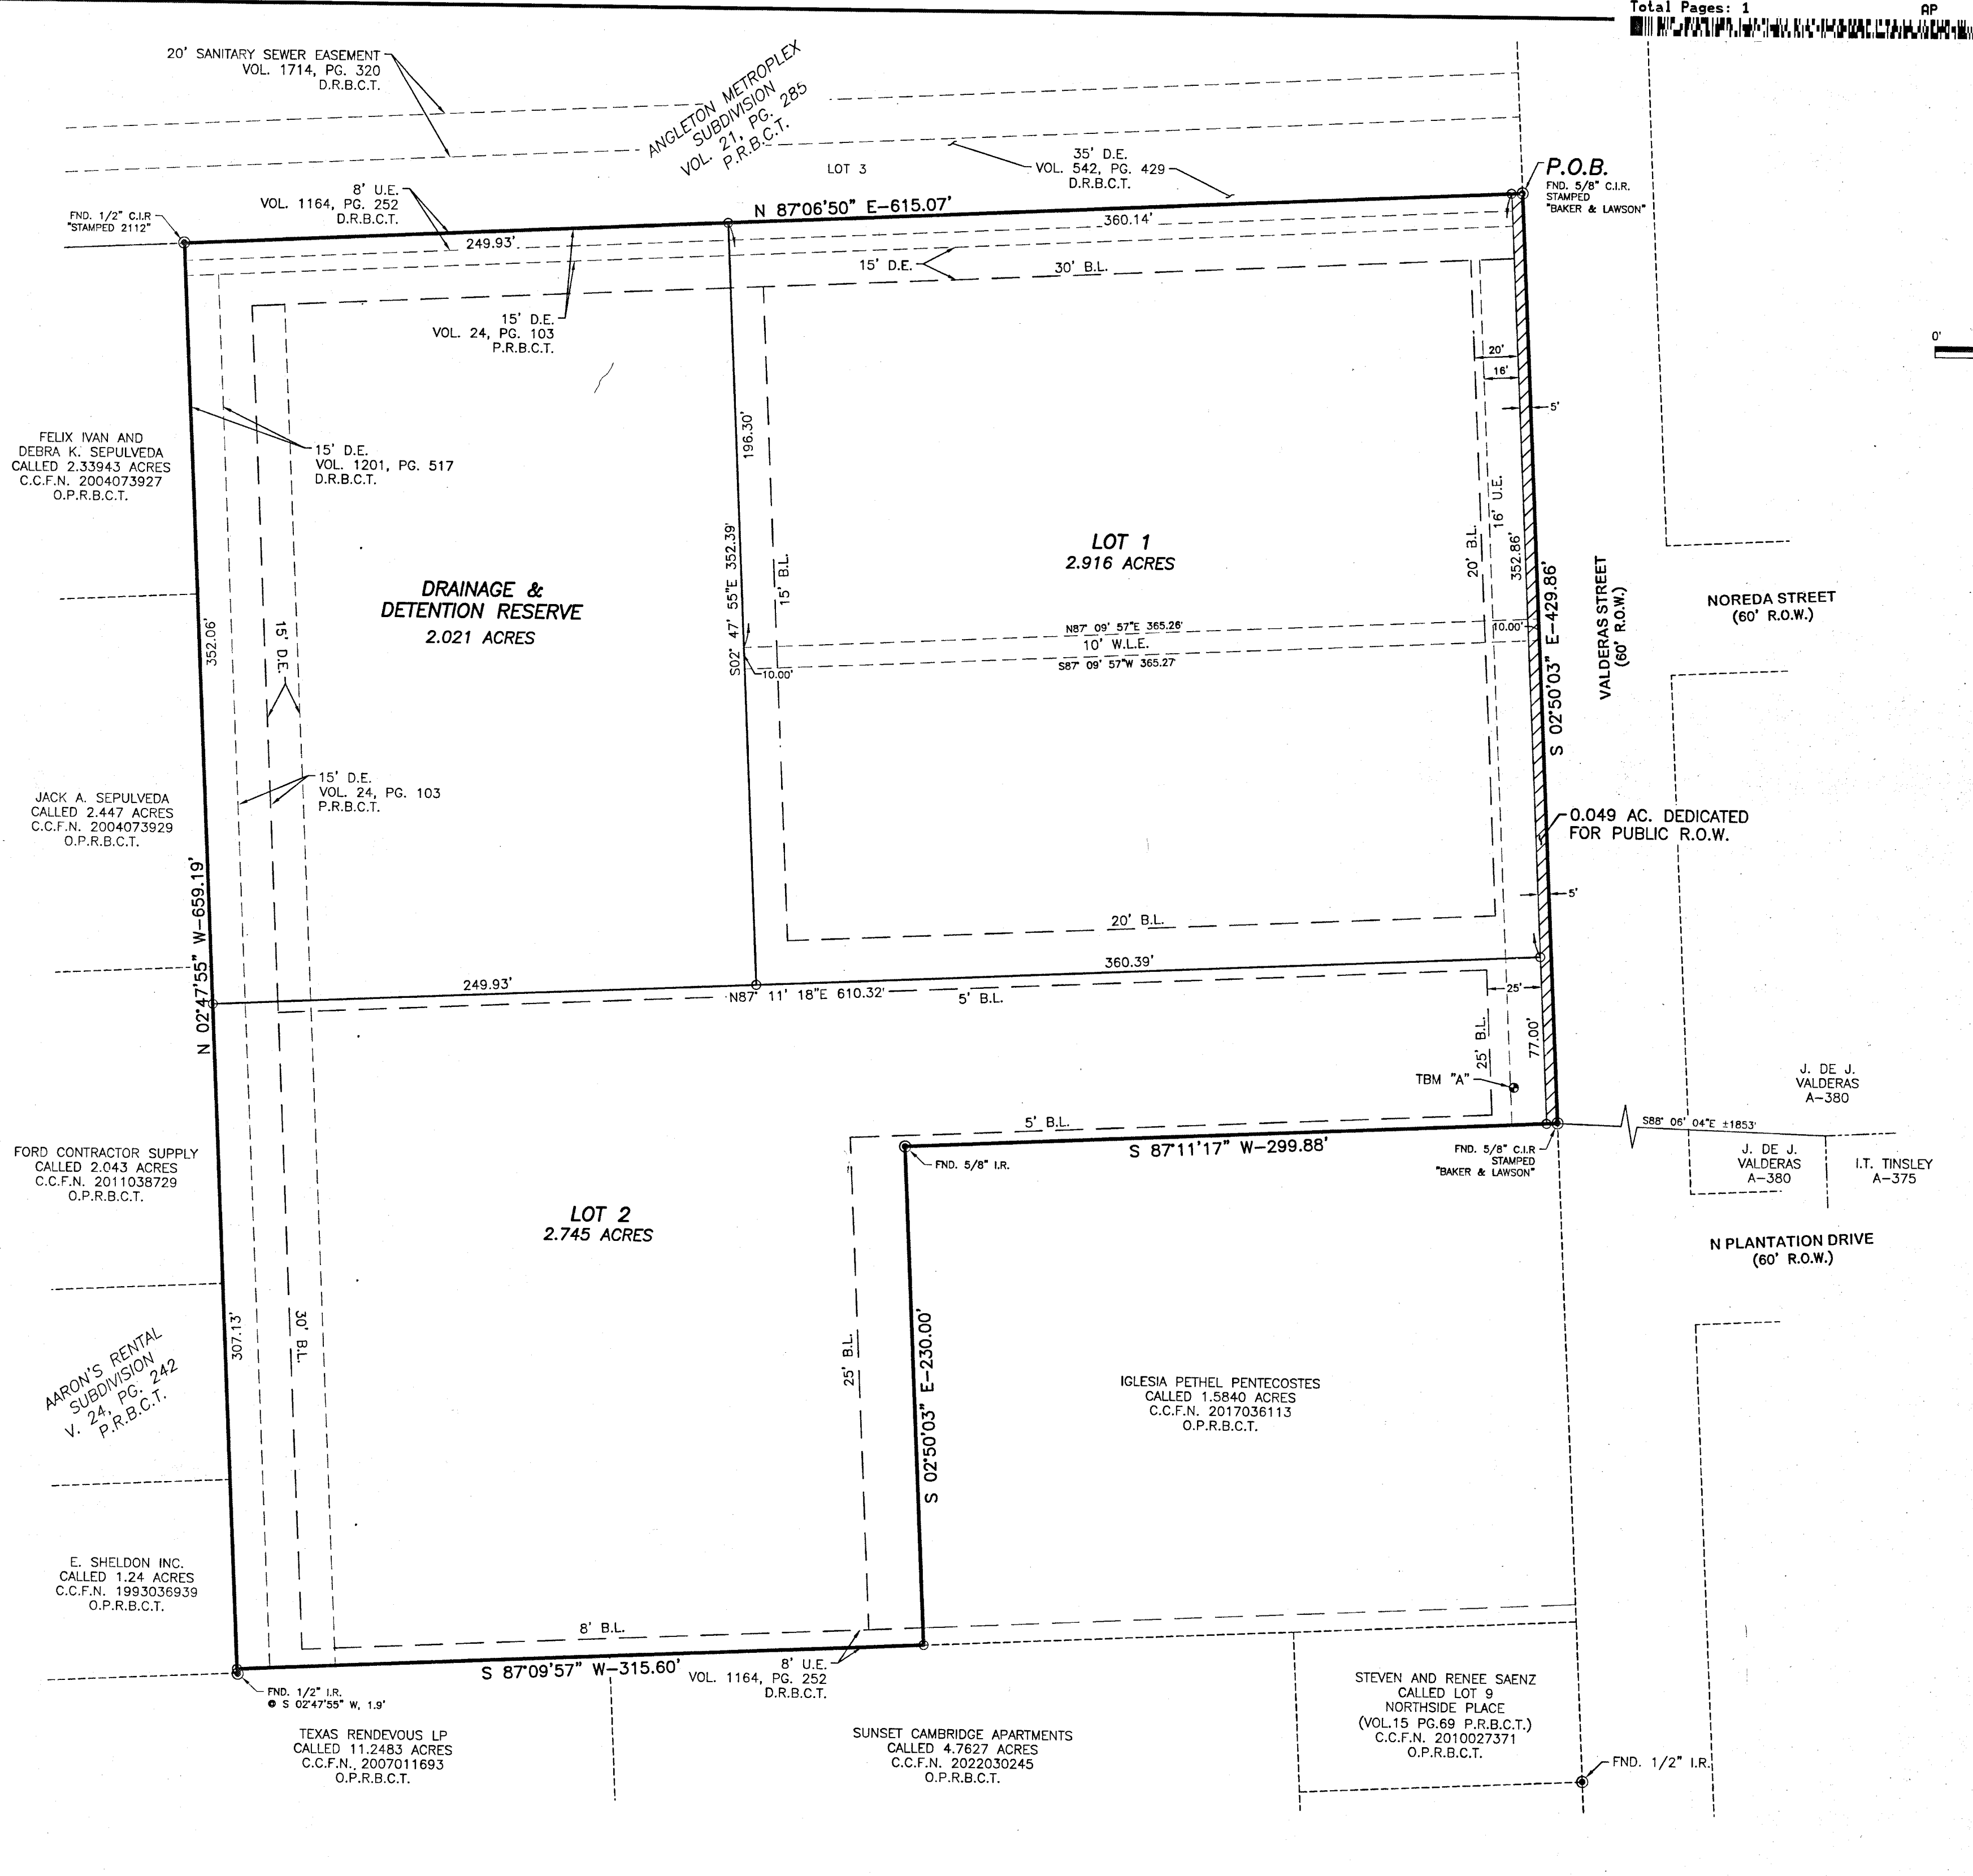 Total Pages: 1
AP
20' SANITARY SEWER EASEMENT
VOL. 1714, PG. 320
D.R.B.C.T.
ANGLETON METROPLEX
SUBDIVISION
VOL. 21, PG. 285
P.R.B.C.T.
LOT 3
35' D.E.
VOL. 542, PG. 429
D.R.B.C.T.
P.O.B.
FND. 5/8" C.I.R.
STAMPED
"BAKER & LAWSON"
8' U.E.
VOL. 1164, PG. 252
D.R.B.C.T.
FND. 1/2" C.I.R
"STAMPED 2112"
N 87°06'50" E-615.07'
249.93'
360.14'
15' D.E.
30' B.L.
15' D.E.
VOL. 24, PG. 103
P.R.B.C.T.
0'
20'
16'
5'
196.30'
FELIX IVAN AND
DEBRA K. SEPULVEDA
CALLED 2.33943 ACRES
C.C.F.N. 2004073927
O.P.R.B.C.T.
15' D.E.
VOL. 1201, PG. 517
D.R.B.C.T.
16' U.E.
20' B.L.
352.86'
S02° 47' 55"E 352.39'
15' B.L.
LOT 1
2.916 ACRES
DRAINAGE &
DETENTION RESERVE
2.021 ACRES
352.06'
15' D.E.
N87° 09' 57"E 365.26'
10' W.L.E.
S87° 09' 57"W 365.27'
10.00'
10.00'
S 02°50'03" E-429.86'
VALDERAS STREET
(60' R.O.W.)
NOREDA STREET
(60' R.O.W.)
15' D.E.
VOL. 24, PG. 103
P.R.B.C.T.
JACK A. SEPULVEDA
CALLED 2.447 ACRES
C.C.F.N. 2004073929
O.P.R.B.C.T.
0.049 AC. DEDICATED
FOR PUBLIC R.O.W.
5'
N 02°47'55" W-659.19'
20' B.L.
360.39'
249.93'
N87° 11' 18"E 610.32'
5' B.L.
25'
25' B.L.
77.00'
TBM "A"
J. DE J.
VALDERAS
A-380
S88° 06' 04"E ±1853'
J. DE J.
VALDERAS
A-380
I.T. TINSLEY
A-375
5' B.L.
S 87°11'17" W-299.88'
FND. 5/8" I.R.
FND. 5/8" C.I.R
STAMPED
"BAKER & LAWSON"
FORD CONTRACTOR SUPPLY
CALLED 2.043 ACRES
C.C.F.N. 2011038729
O.P.R.B.C.T.
LOT 2
2.745 ACRES
N PLANTATION DRIVE
(60' R.O.W.)
307.13'
30' B.L.
25' B.L.
S 02°50'03" E-230.00'
AARON'S RENTAL
SUBDIVISION
V. 24, PG. 242
P.R.B.C.T.
IGLESIA PETHEL PENTECOSTES
CALLED 1.5840 ACRES
C.C.F.N. 2017036113
O.P.R.B.C.T.
E. SHELDON INC.
CALLED 1.24 ACRES
C.C.F.N. 1993036939
O.P.R.B.C.T.
8' B.L.
S 87°09'57" W-315.60'
8' U.E.
VOL. 1164, PG. 252
D.R.B.C.T.
FND. 1/2" I.R.
S 02°47'55" W, 1.9'
TEXAS RENDEVOUS LP
CALLED 11.2483 ACRES
C.C.F.N. 2007011693
O.P.R.B.C.T.
SUNSET CAMBRIDGE APARTMENTS
CALLED 4.7627 ACRES
C.C.F.N. 2022030245
O.P.R.B.C.T.
STEVEN AND RENEE SAENZ
CALLED LOT 9
NORTHSIDE PLACE
(VOL.15 PG.69 P.R.B.C.T.)
C.C.F.N. 2010027371
O.P.R.B.C.T.
FND. 1/2" I.R.